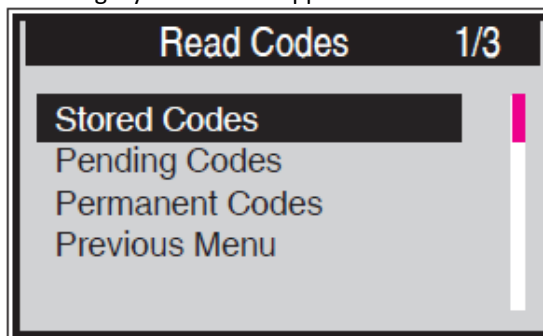 Read Codes 1/3
Stored Codes
Pending Codes
Permanent Codes
Previous Menu